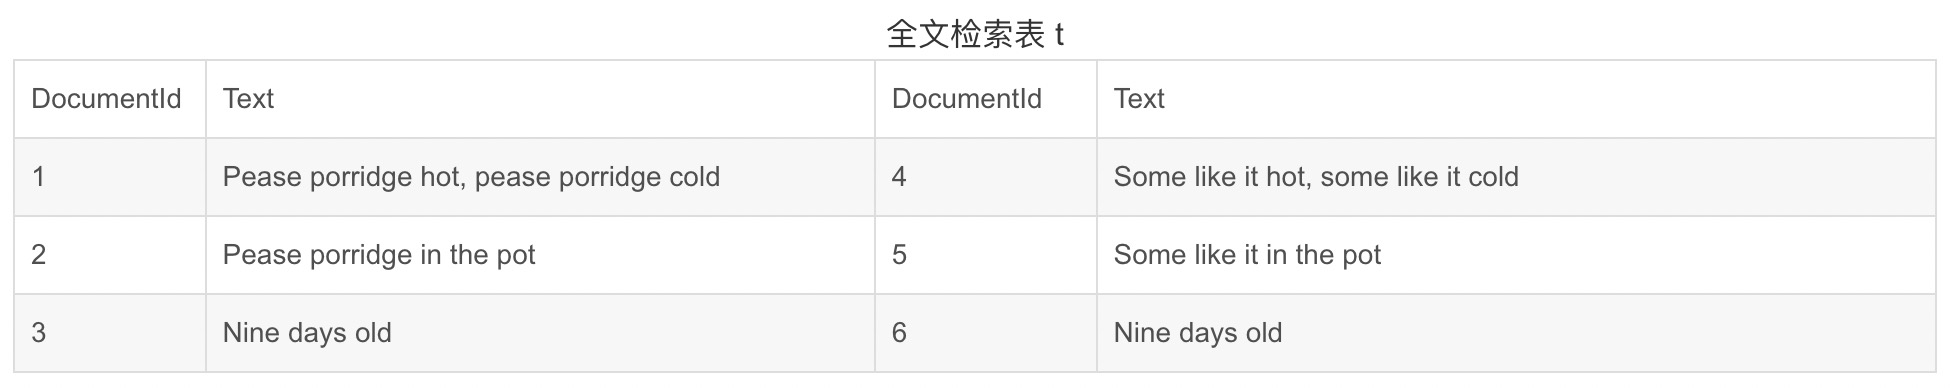 全文检索表 t
DocumentId Text DocumentId Text
1 Pease porridge hot, pease porridge cold 4 Some like it hot, some like it cold
2 Pease porridge in the pot 5 Some like it in the pot
3 Nine days old 6 Nine days old